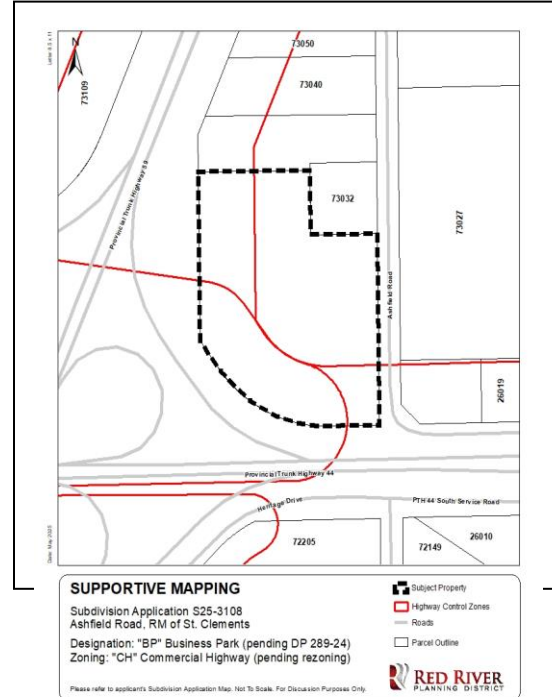 Letter 8.5 x 11
N
73109
73050
73040
Provincial Trunk Highway 59
73032
73027
Ashfield Road
26019
Provincial Trunk Highway 44
Heritage Drive
PTH 44 South Service Road
72205
72149
26010
Date: May 2025
SUPPORTIVE MAPPING
Subdivision Application S25-3108
Ashfield Road, RM of St. Clements
Designation: "BP" Business Park (pending DP 289-24)
Zoning: "CH" Commercial Highway (pending rezoning)
Please refer to applicant's Subdivision Application Map. Not To Scale. For Discussion Purposes Only.
Subject Property
Highway Control Zones
Roads
Parcel Outline
RED RIVER
PLANNING DISTRICT